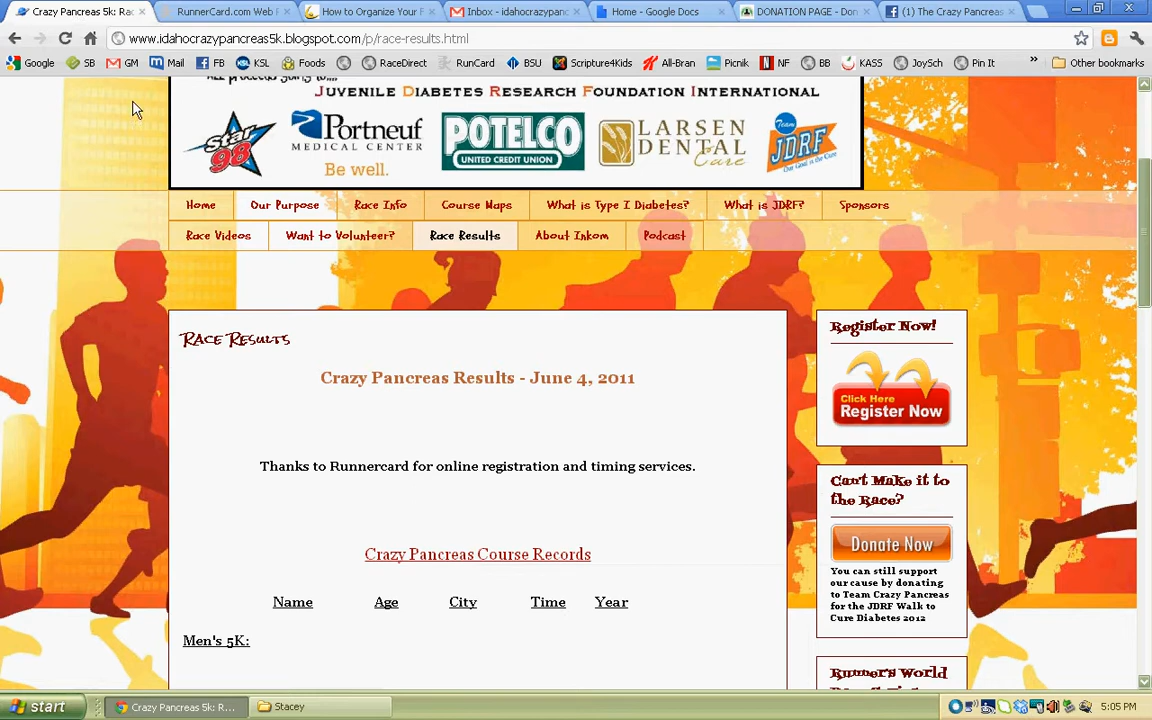 Crazy Pancreas 5k: Rac
RunnerCard.com Web
How to Organize Your F
Inbox - idahocrazypanc
Home - Google Docs
DONATION PAGE - Don
(1) The Crazy Pancreas
www.idahocrazypancreas5k.blogspot.com/p/race-results.html
Google SB GM Mail FB KSL Foods RaceDirect RunCard BSU Scripture4Kids All-Bran Picnik NF BB KASS JoySch Pin It » Other bookmarks
JUVENILE DIABETES RESEARCH FOUNDATION INTERNATIONAL
star 98
Portneuf
MEDICAL CENTER
Be well.
POTELCO
UNITED CREDIT UNION
LARSEN
DENTAL
Care
Team
JDRF
Our Goal is the Cure
Home Our Purpose Race Info Course Maps What is Type I Diabetes? What is JDRF? Sponsors
Race Videos Want to Volunteer? Race Results About Inkom Podcast
Race Results
Crazy Pancreas Results - June 4, 2011
Thanks to Runnercard for online registration and timing services.
Crazy Pancreas Course Records
Name Age City Time Year
Men's 5K:
Register Now!
Click Here
Register Now
Can't Make it to
the Race?
Donate Now
You can still support
our cause by donating
to Team Crazy Pancreas
for the JDRF Walk to
Cure Diabetes 2012
Runner's World
start
Crazy Pancreas 5k: R...
Stacey
5:05 PM